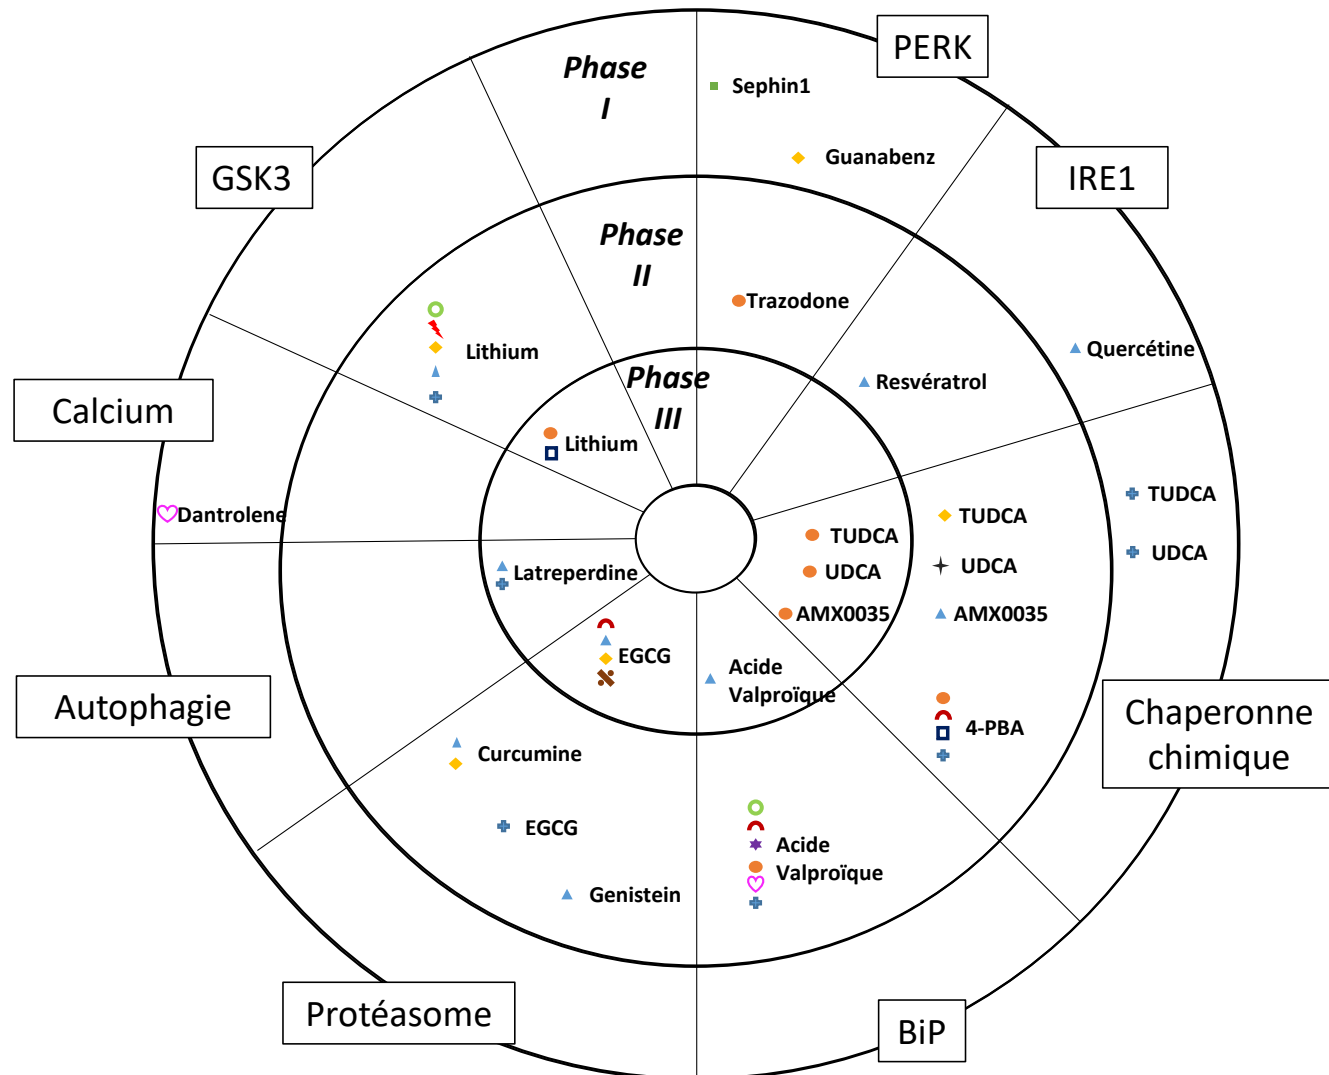 PERK
Phase
I
Sephin1
Guanabenz
GSK3
IRE1
Phase
II
Trazodone
Lithium
Quercétine
Phase
III
Resvératrol
Calcium
Lithium
Dantrolene
TUDCA
TUDCA
TUDCA
UDCA
UDCA
UDCA
Latreperdine
AMX0035
AMX0035
EGCG
Acide
Valproïque
Autophagie
Chaperonne
chimique
4-PBA
Curcumine
EGCG
Acide
Valproïque
Genistein
Protéasome
BiP